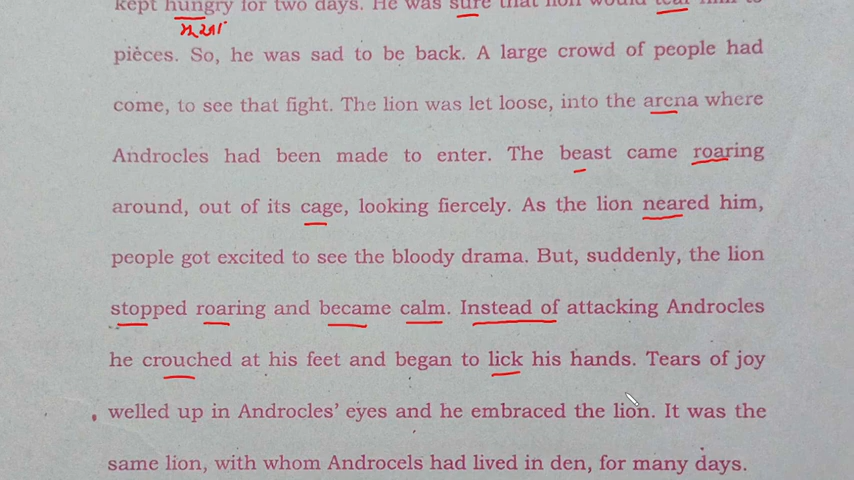 kept hungry for two days. He was sure that lion would tear him to
pièces. So, he was sad to be back. A large crowd of people had
come, to see that fight. The lion was let loose, into the arena where
Androcles had been made to enter. The beast came roaring
around, out of its cage, looking fiercely. As the lion neared him,
people got excited to see the bloody drama. But, suddenly, the lion
stopped roaring and became calm. Instead of attacking Androcles
he crouched at his feet and began to lick his hands. Tears of joy
welled up in Androcles’ eyes and he embraced the lion. It was the
same lion, with whom Androcels had lived in den, for many days.